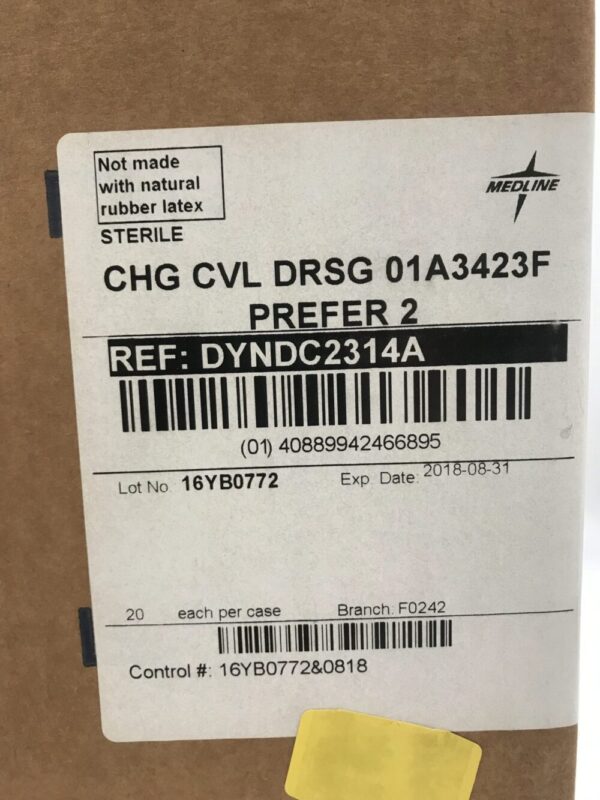 Not made
with natural
rubber latex
MEDLINE
STERILE
CHG CVL DRSG 01A3423F
PREFER 2
REF: DYNDC2314A
(01) 40889942466895
Lot No. 16YB0772 Exp. Date: 2018-08-31
20 each per case Branch: F0242
Control #: 16YB0772&0818